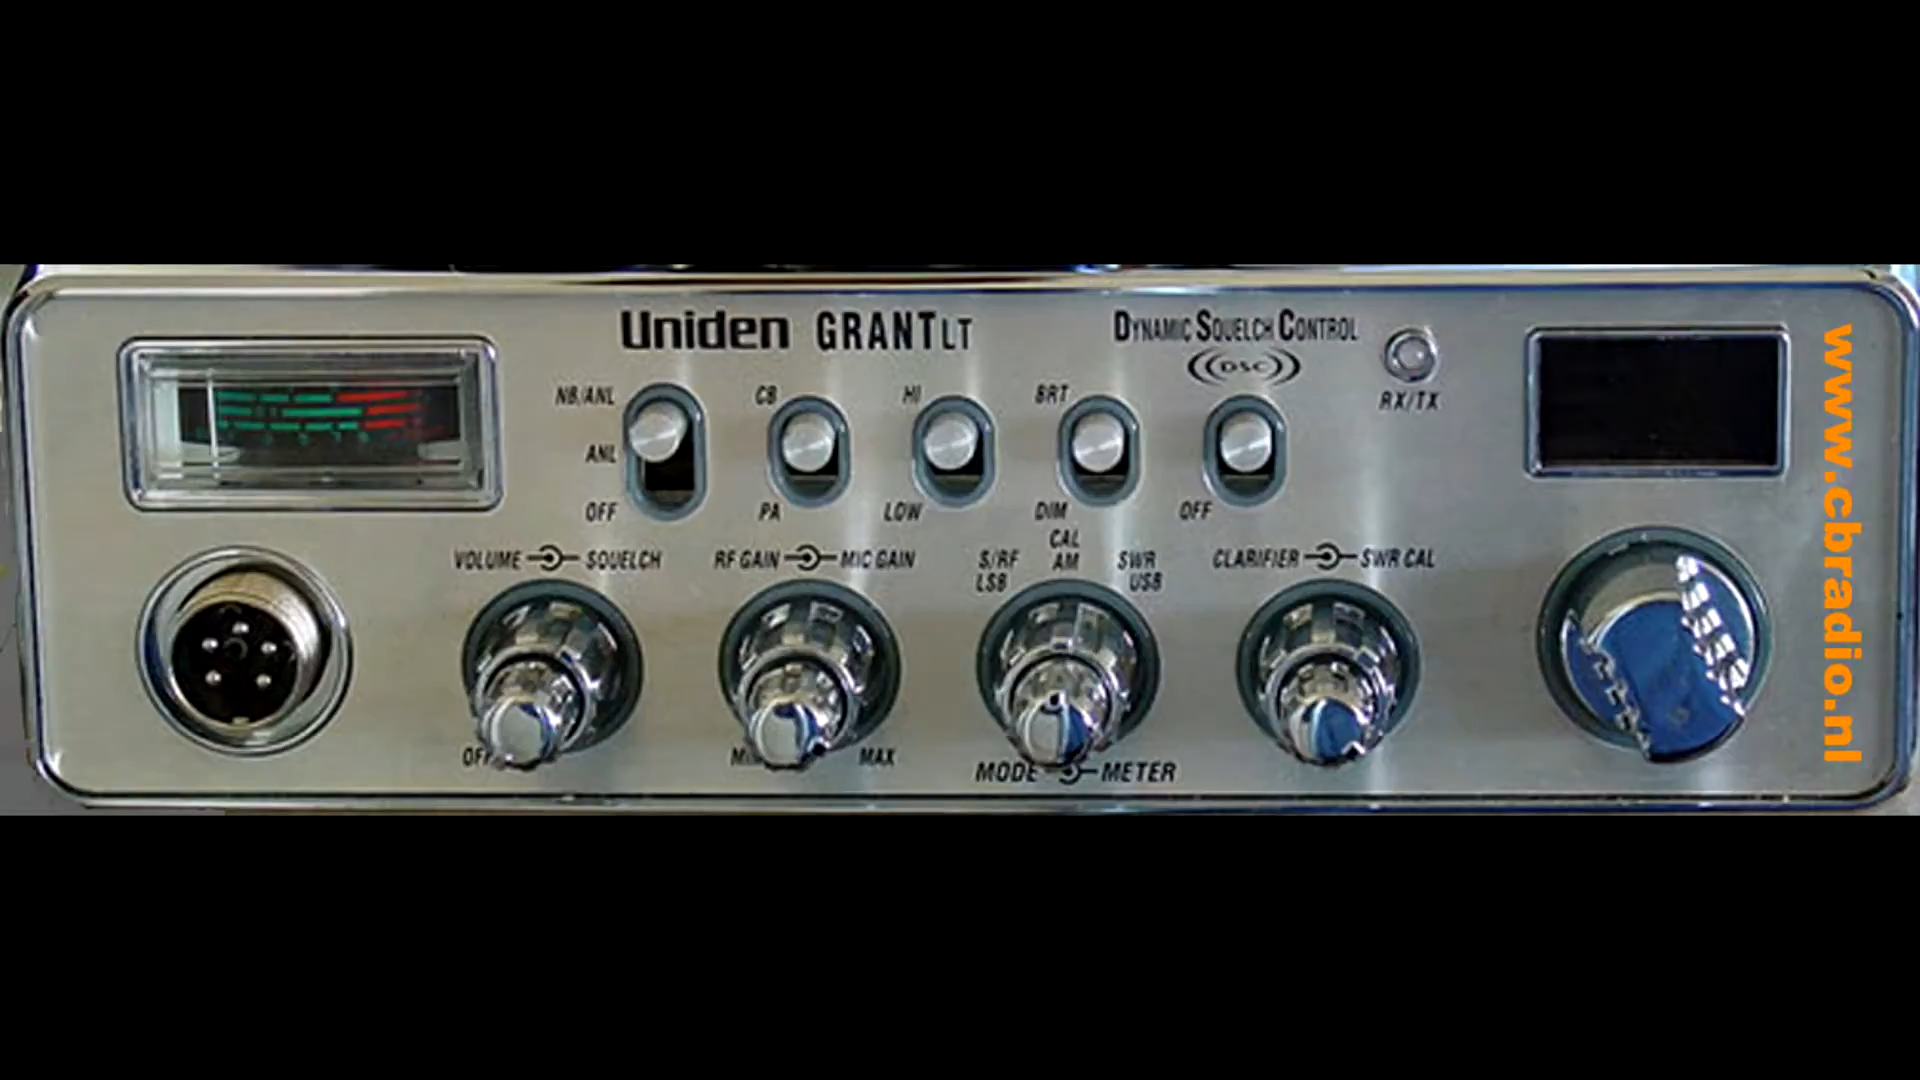 Uniden GRANT LT
DYNAMIC SQUELCH CONTROL
DSC
RX/TX
NB/ANL
ANL
OFF
CB
PA
HI
LOW
BRT
DIM
OFF
VOLUME SQUELCH
OFF
RF GAIN MIC GAIN
MAX
CAL
S/RF AM SWR
LSB USB
MODE METER
CLARIFIER SWR CAL
www.cbradio.nl